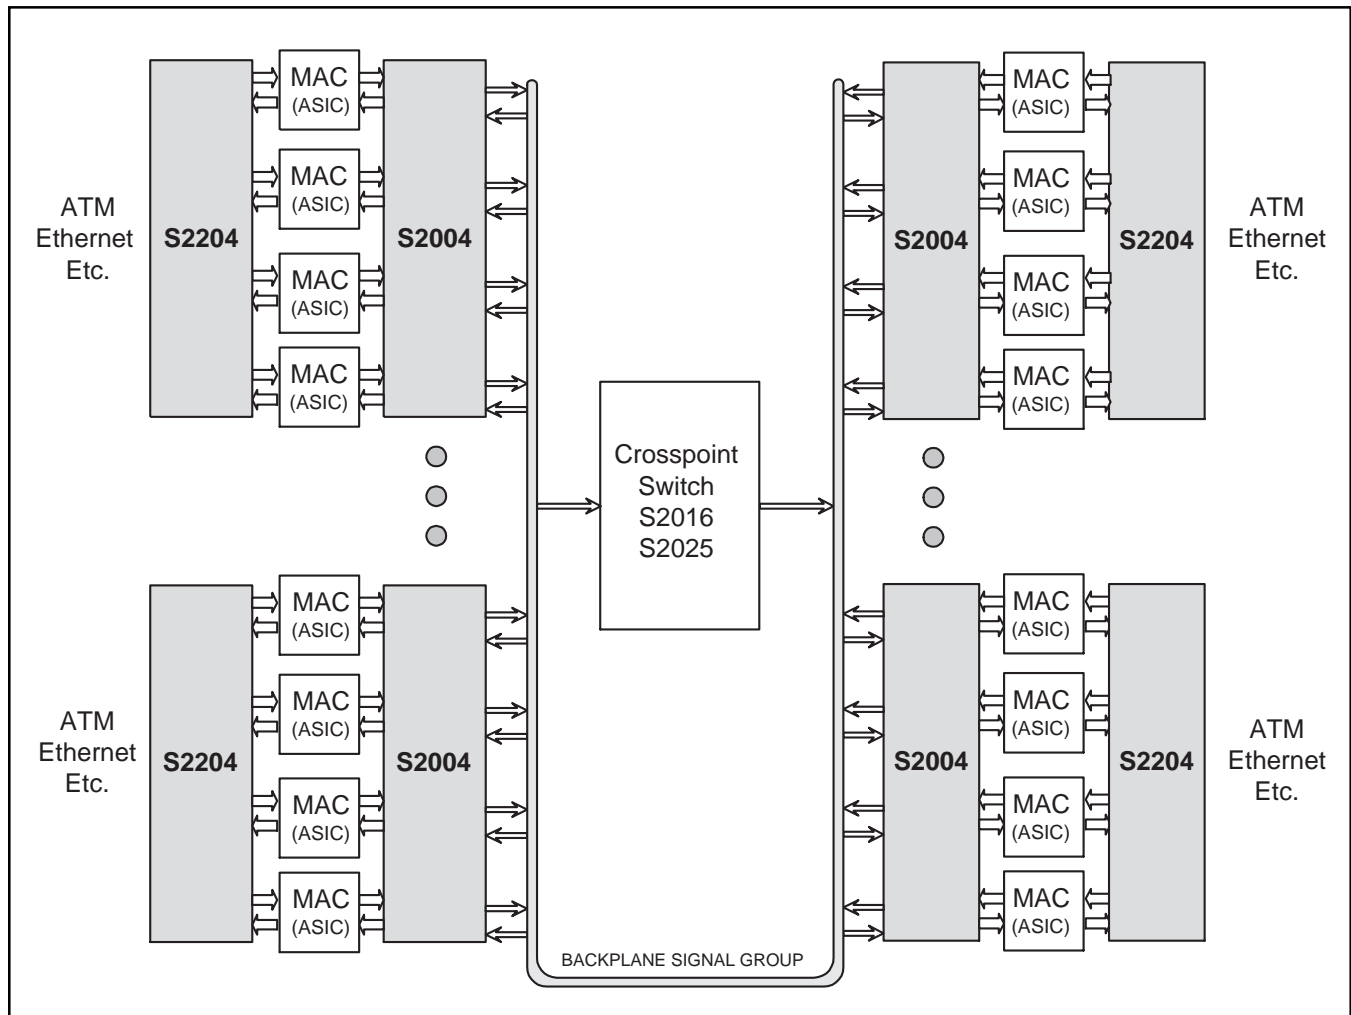 ATM
Ethernet
Etc.
S2204
MAC
(ASIC)
MAC
(ASIC)
MAC
(ASIC)
MAC
(ASIC)
S2004
S2004
MAC
(ASIC)
MAC
(ASIC)
MAC
(ASIC)
MAC
(ASIC)
S2204
ATM
Ethernet
Etc.
Crosspoint
Switch
S2016
S2025
ATM
Ethernet
Etc.
S2204
MAC
(ASIC)
MAC
(ASIC)
MAC
(ASIC)
MAC
(ASIC)
S2004
S2004
MAC
(ASIC)
MAC
(ASIC)
MAC
(ASIC)
MAC
(ASIC)
S2204
ATM
Ethernet
Etc.
BACKPLANE SIGNAL GROUP